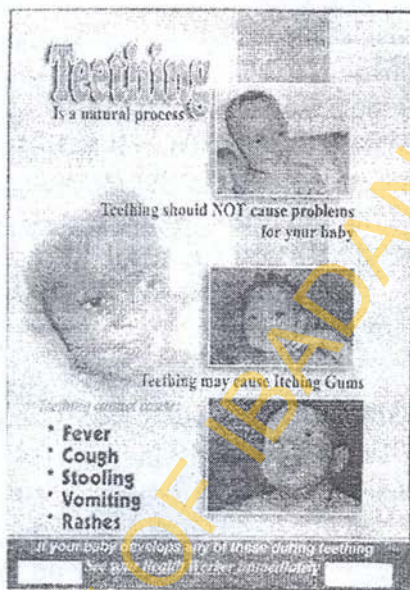 Teething
Is a natural process
Teething should NOT cause problems
for your baby
Teething may cause Itching Gums
Teething cannot cause:
* Fever
* Cough
* Stooling
* Vomiting
* Rashes
If your baby develops any of these during teething
See your Health Worker immediately
OF IBADAN